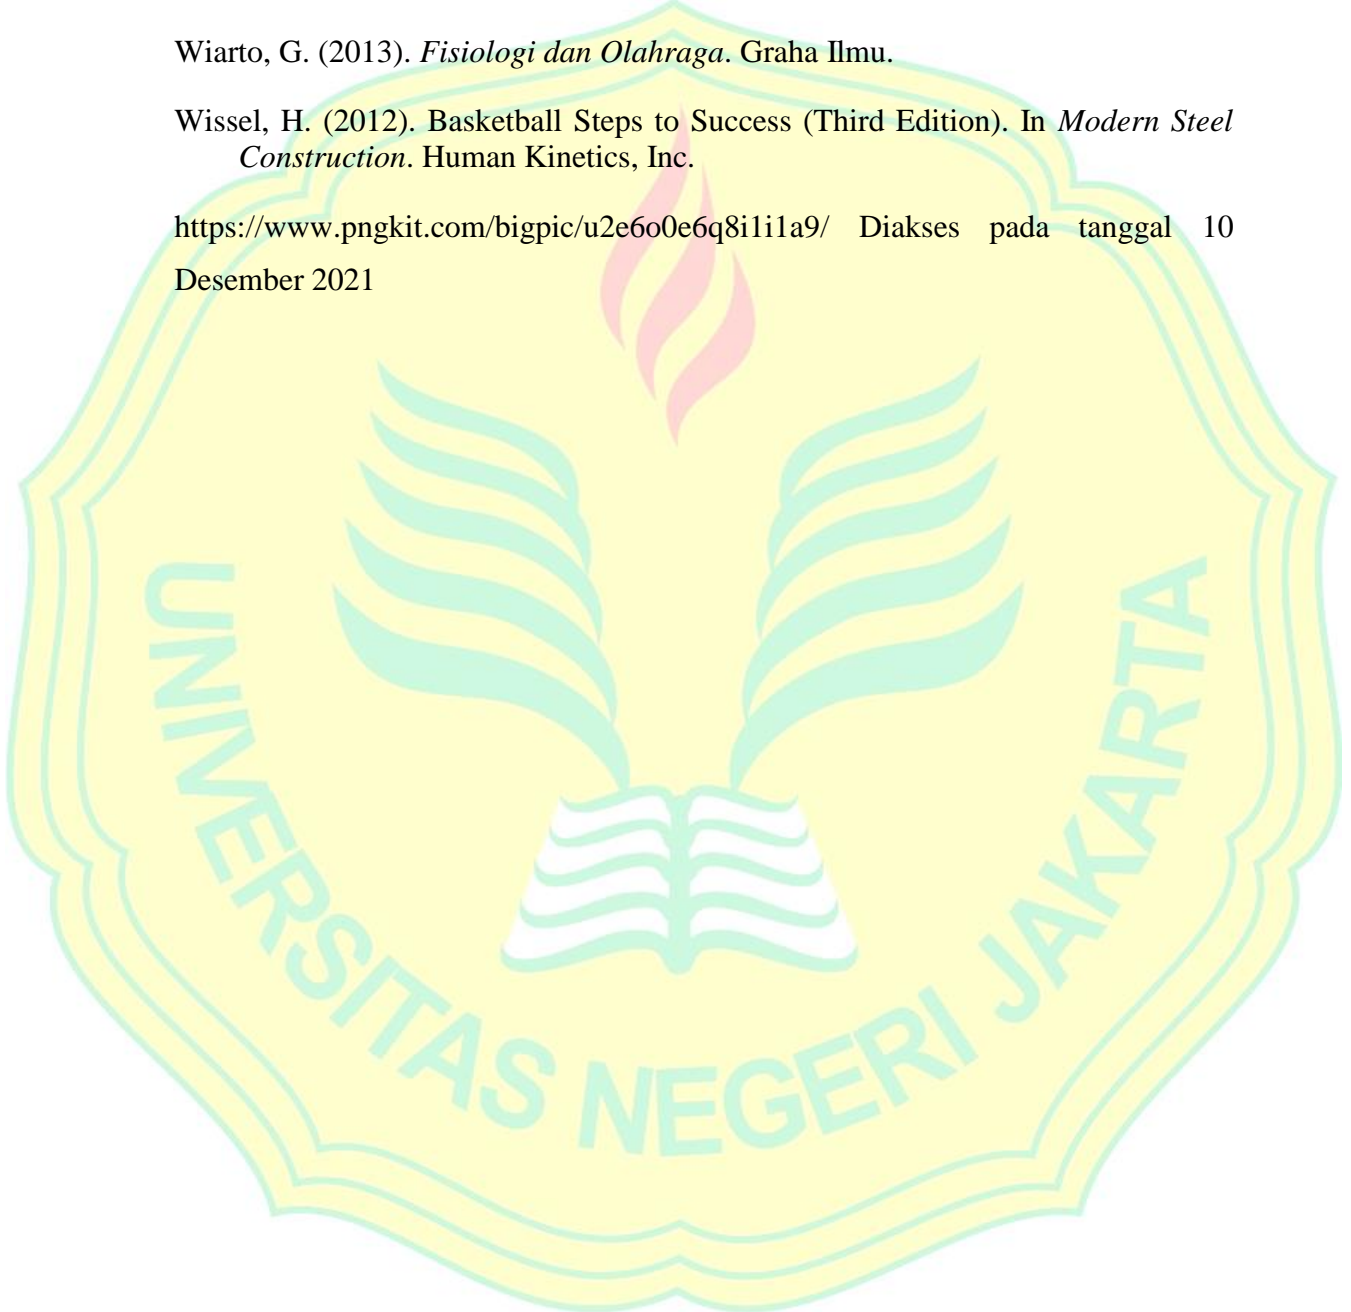 Wiarto, G. (2013). Fisiologi dan Olahraga. Graha Ilmu.
Wissel, H. (2012). Basketball Steps to Success (Third Edition). In Modern Steel
Construction. Human Kinetics, Inc.
https://www.pngkit.com/bigpic/u2e6o0e6q8i1i1a9/ Diakses pada tanggal 10
Desember 2021
UNIVERSITAS NEGERI JAKARTA